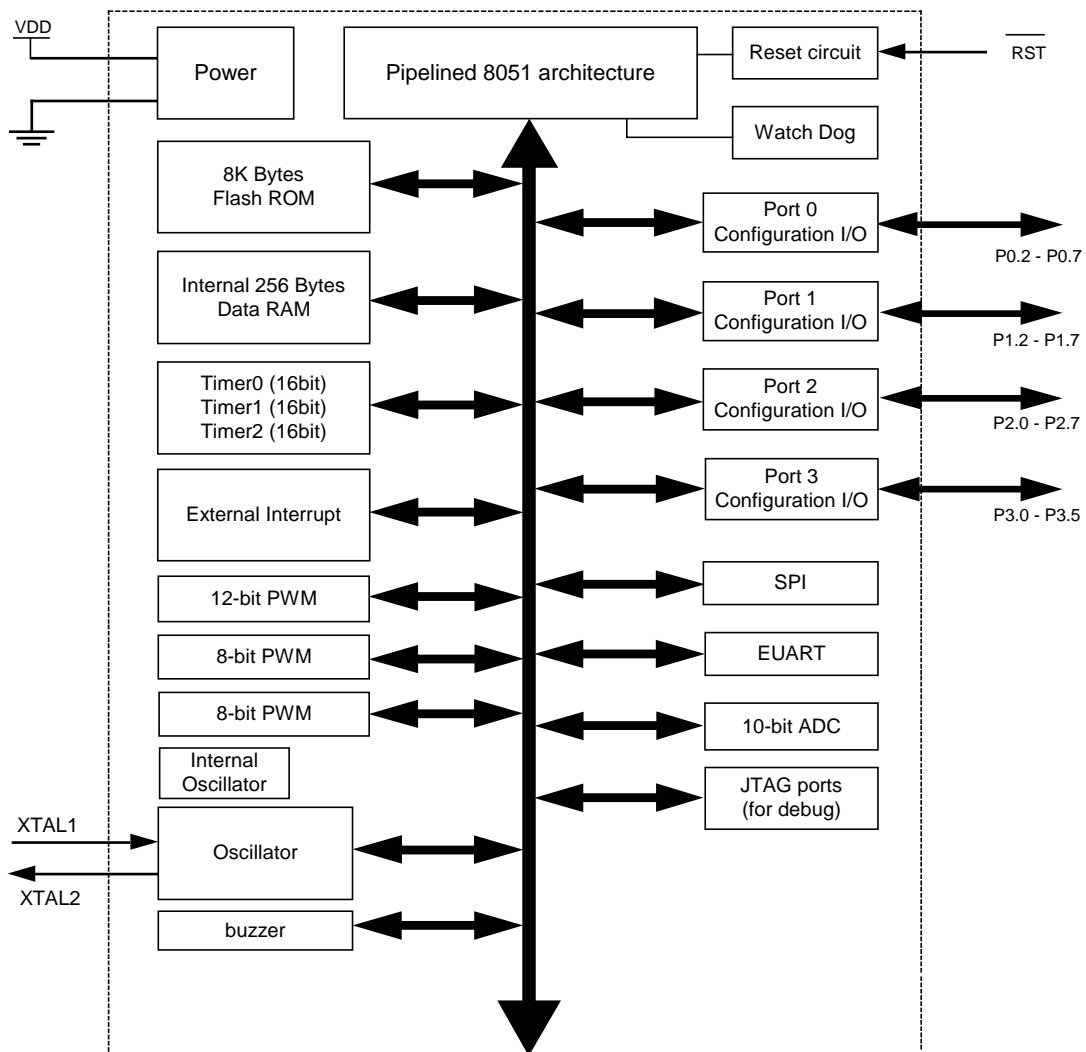 VDD
Power
Pipelined 8051 architecture
Reset circuit
RST
Watch Dog
8K Bytes
Flash ROM
Port 0
Configuration I/O
P0.2 - P0.7
Internal 256 Bytes
Data RAM
Port 1
Configuration I/O
P1.2 - P1.7
Timer0 (16bit)
Timer1 (16bit)
Timer2 (16bit)
Port 2
Configuration I/O
P2.0 - P2.7
External Interrupt
Port 3
Configuration I/O
P3.0 - P3.5
12-bit PWM
SPI
8-bit PWM
EUART
8-bit PWM
10-bit ADC
Internal
Oscillator
JTAG ports
(for debug)
XTAL1
Oscillator
XTAL2
buzzer